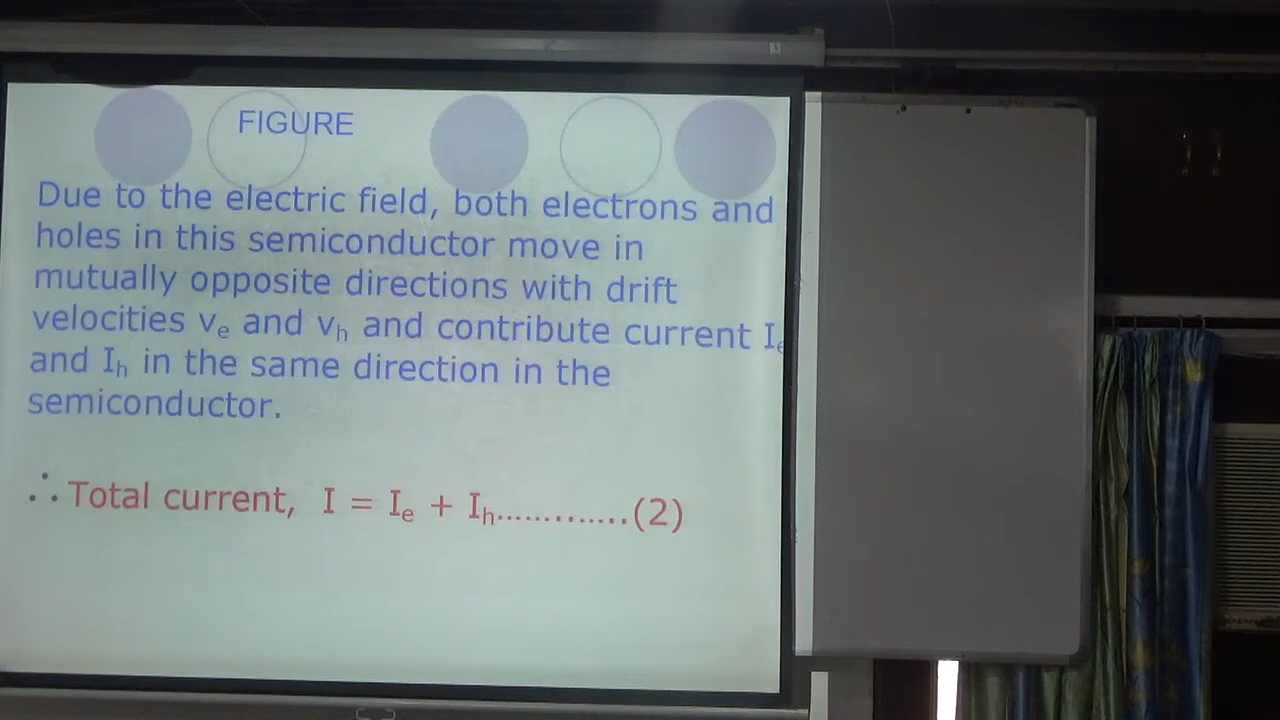 FIGURE
Due to the electric field, both electrons and
holes in this semiconductor move in
mutually opposite directions with drift
velocities vₑ and vₕ and contribute current Iₑ
and Iₕ in the same direction in the
semiconductor.
∴ Total current, I = Iₑ + Iₕ.............(2)